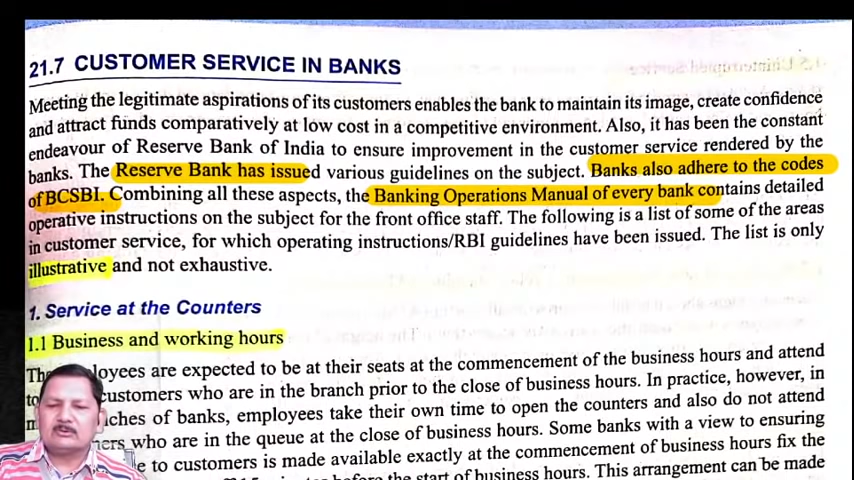 21.7 CUSTOMER SERVICE IN BANKS
Meeting the legitimate aspirations of its customers enables the bank to maintain its image, create confidence
and attract funds comparatively at low cost in a competitive environment. Also, it has been the constant
endeavour of Reserve Bank of India to ensure improvement in the customer service rendered by the
banks. The Reserve Bank has issued various guidelines on the subject. Banks also adhere to the codes
of BCSBI. Combining all these aspects, the Banking Operations Manual of every bank contains detailed
operative instructions on the subject for the front office staff. The following is a list of some of the areas
in customer service, for which operating instructions/RBI guidelines have been issued. The list is only
illustrative and not exhaustive.
1. Service at the Counters
1.1 Business and working hours
loyees are expected to be at their seats at the commencement of the business hours and attend
customers who are in the branch prior to the close of business hours. In practice, however, in
nches of banks, employees take their own time to open the counters and also do not attend
who are in the queue at the close of business hours. Some banks with a view to ensuring
to customers is made available exactly at the commencement of business hours fix the
before the start of business hours. This arrangement can be made